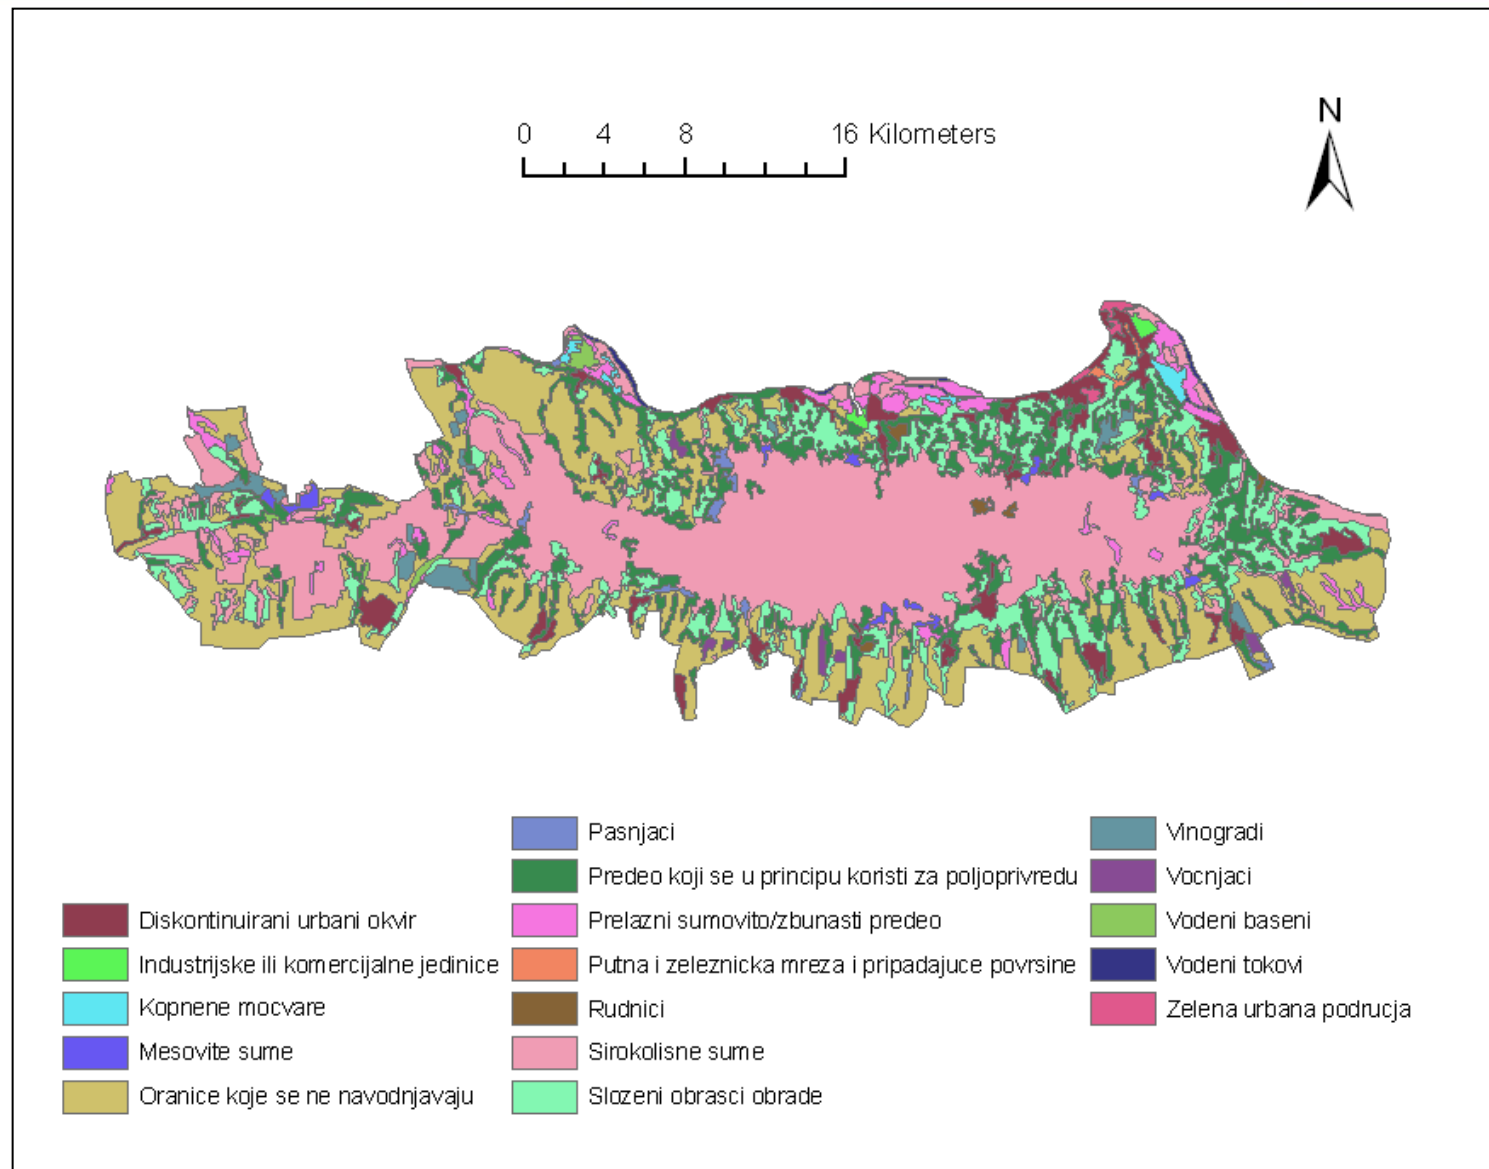 N
0 4 8 16 Kilometers
Diskontinuirani urbani okvir
Industrijske ili komercijalne jedinice
Kopnene mocvare
Mesovite sume
Oranice koje se ne navodnjavaju
Pasnjaci
Predeo koji se u principu koristi za poljoprivredu
Prelazni sumovito/zbunasti predeo
Putna i zeleznicka mreza i pripadajuce povrsine
Rudnici
Sirokolisne sume
Slozeni obrasci obrade
Vinogradi
Vocnjaci
Vodeni baseni
Vodeni tokovi
Zelena urbana podrucja